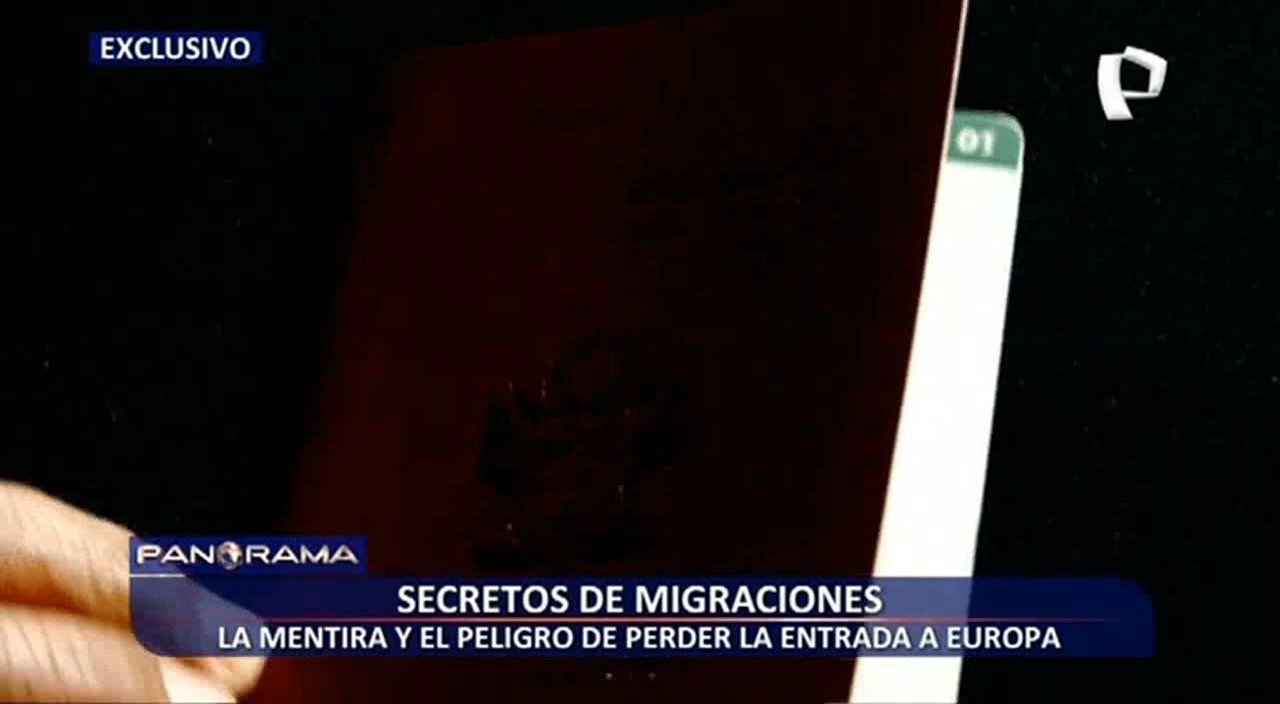 EXCLUSIVO
01
PANORAMA
SECRETOS DE MIGRACIONES
LA MENTIRA Y EL PELIGRO DE PERDER LA ENTRADA A EUROPA